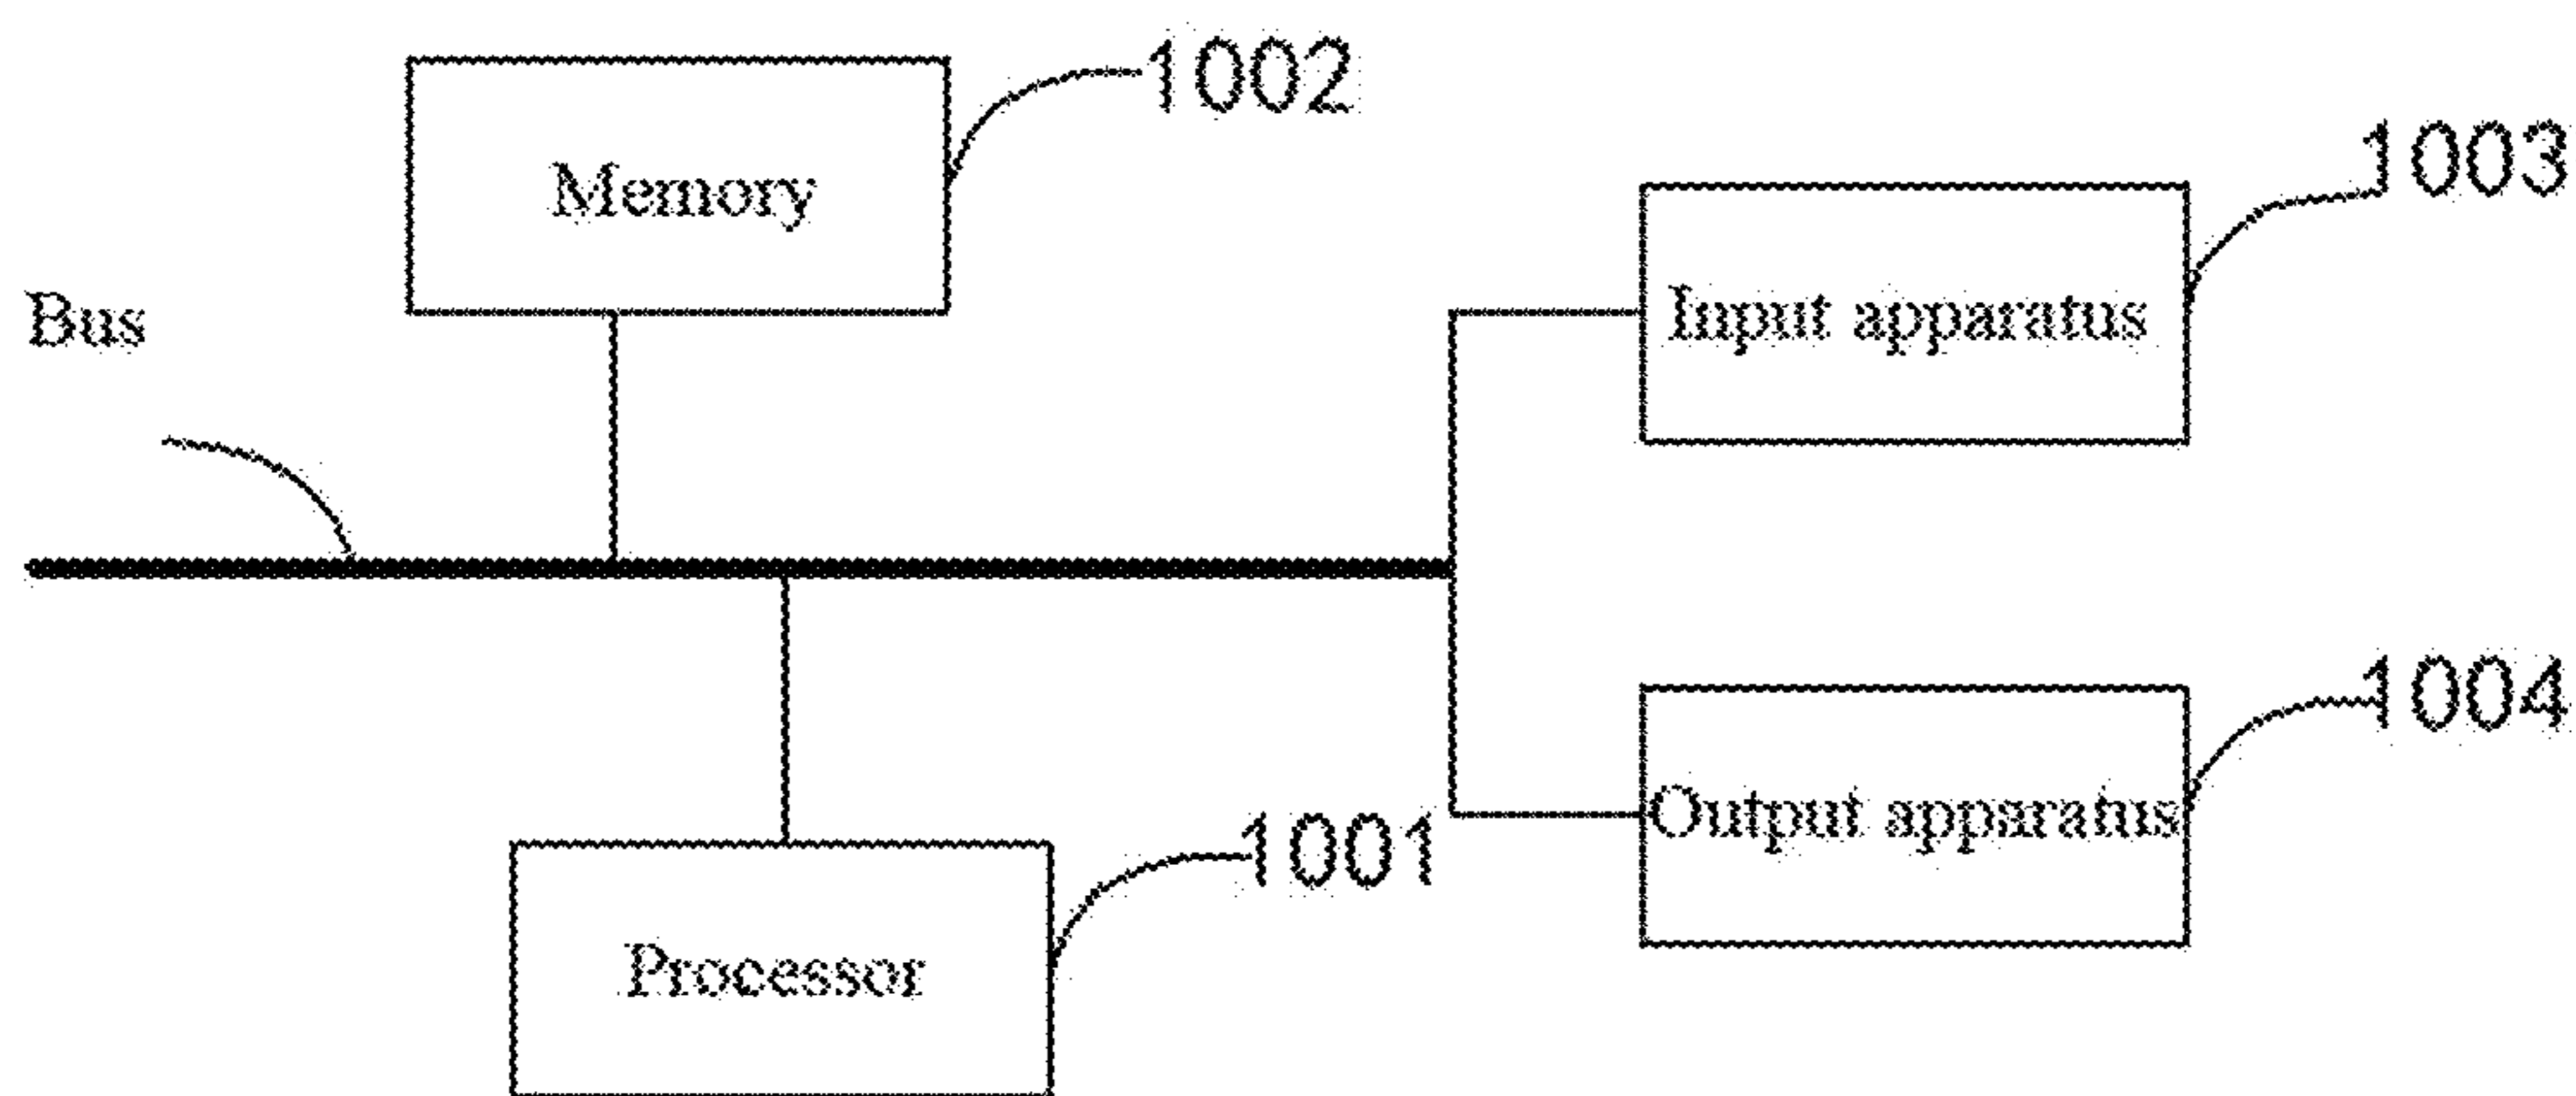 1002
Memory
1003
Bus
Input apparatus
1004
Output apparatus
1001
Processor